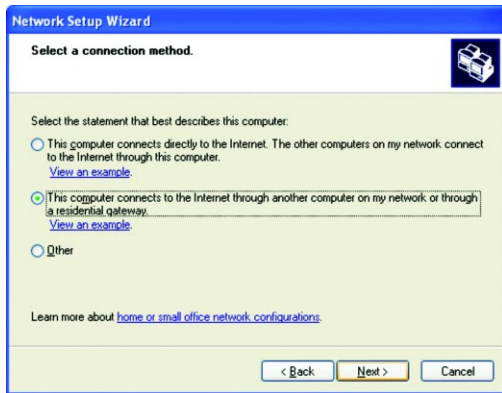 Network Setup Wizard
Select a connection method.
Select the statement that best describes this computer:
This computer connects directly to the Internet. The other computers on my network connect
to the Internet through this computer.
View an example.
This computer connects to the Internet through another computer on my network or through
a residential gateway.
View an example.
Other
Learn more about home or small office network configurations.
< Back
Next >
Cancel